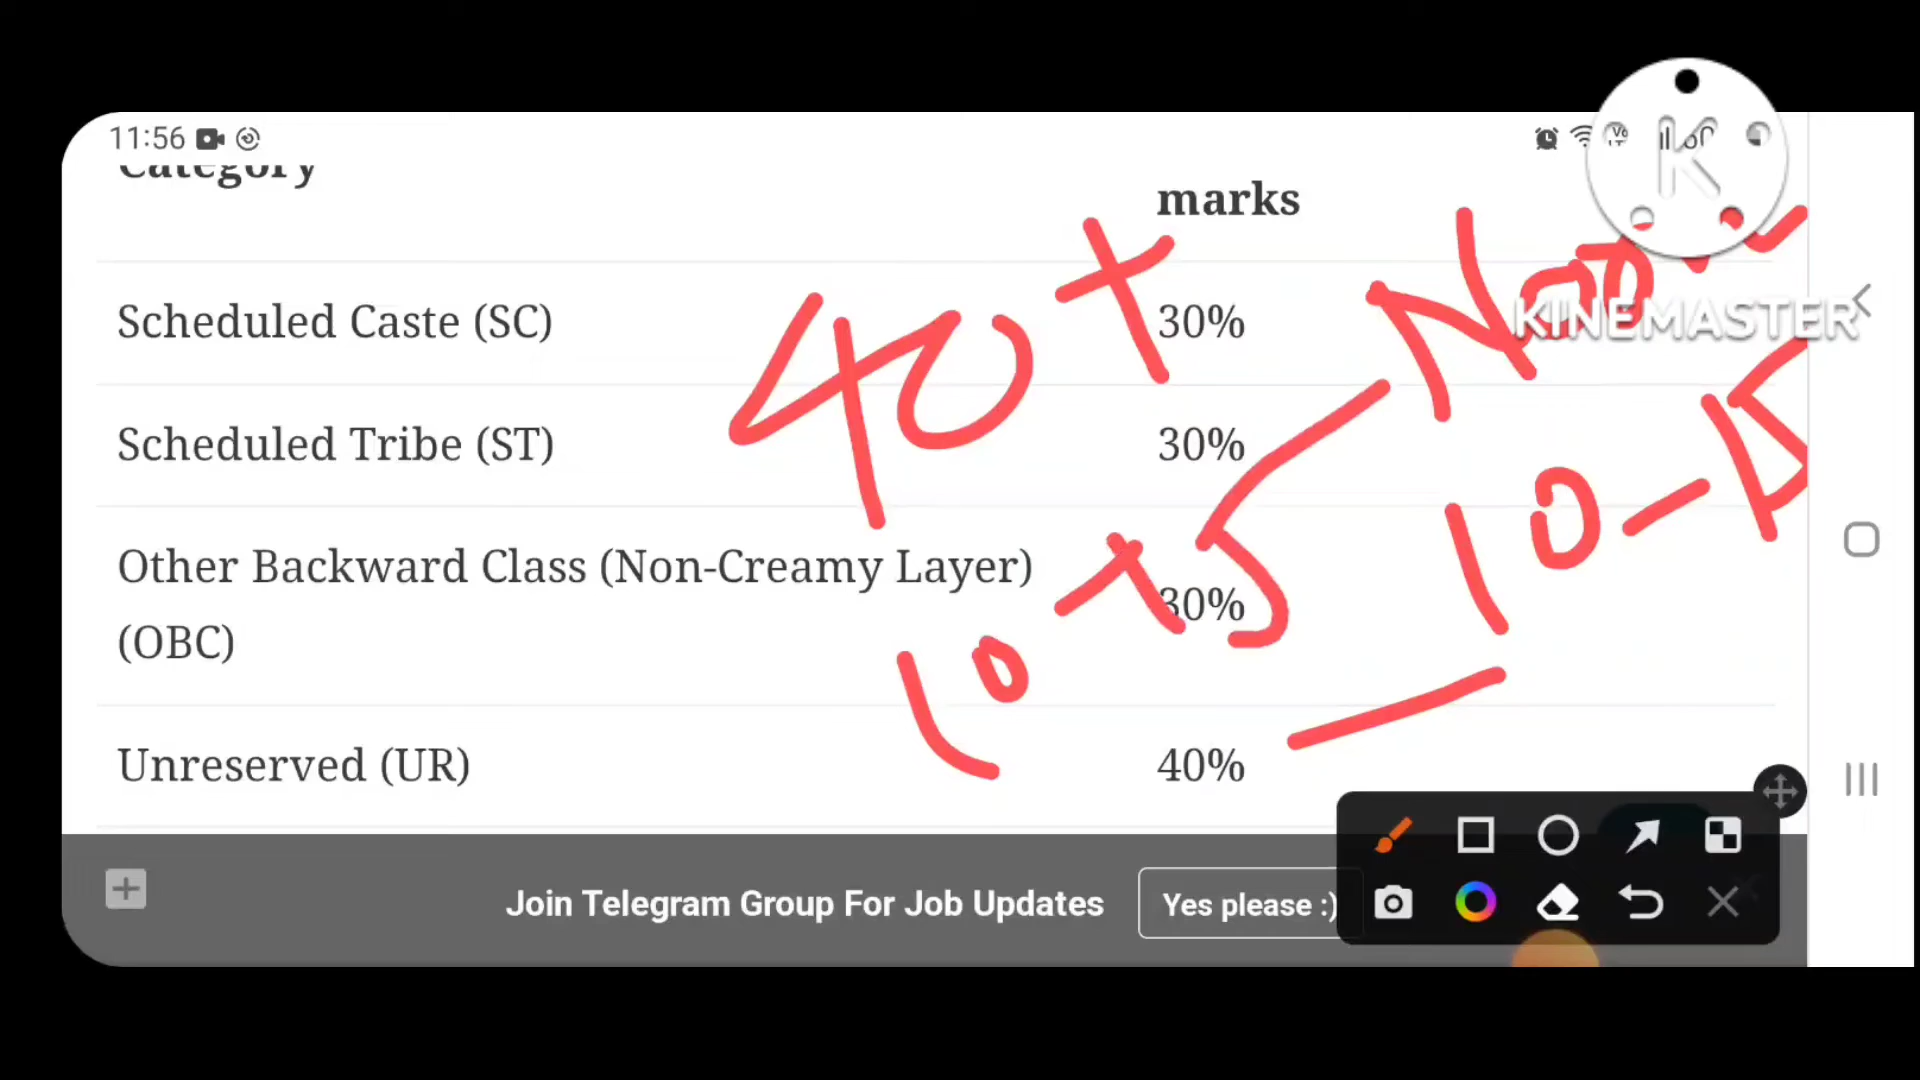 11:56
Category
marks
Scheduled Caste (SC)
30%
Scheduled Tribe (ST)
30%
Other Backward Class (Non-Creamy Layer)
(OBC)
30%
Unreserved (UR)
40%
40+
10+5
10-15
K
KINEMASTER
Join Telegram Group For Job Updates
Yes please :)